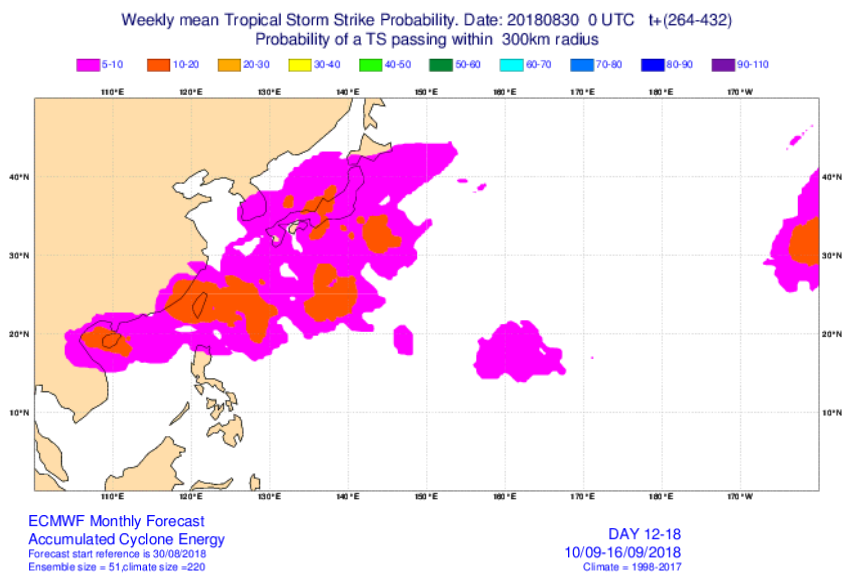 Weekly mean Tropical Storm Strike Probability. Date: 20180830 0 UTC t+(264-432)
Probability of a TS passing within 300km radius
5-10 10-20 20-30 30-40 40-50 50-60 60-70 70-80 80-90 90-110
110°E 120°E 130°E 140°E 150°E 160°E 170°E 180°E 170°W
40°N 40°N
30°N 30°N
20°N 20°N
10°N 10°N
110°E 120°E 130°E 140°E 150°E 160°E 170°E 180°E 170°W
ECMWF Monthly Forecast
Accumulated Cyclone Energy
Forecast start reference is 30/08/2018
Ensemble size = 51,climate size =220
DAY 12-18
10/09-16/09/2018
Climate = 1998-2017